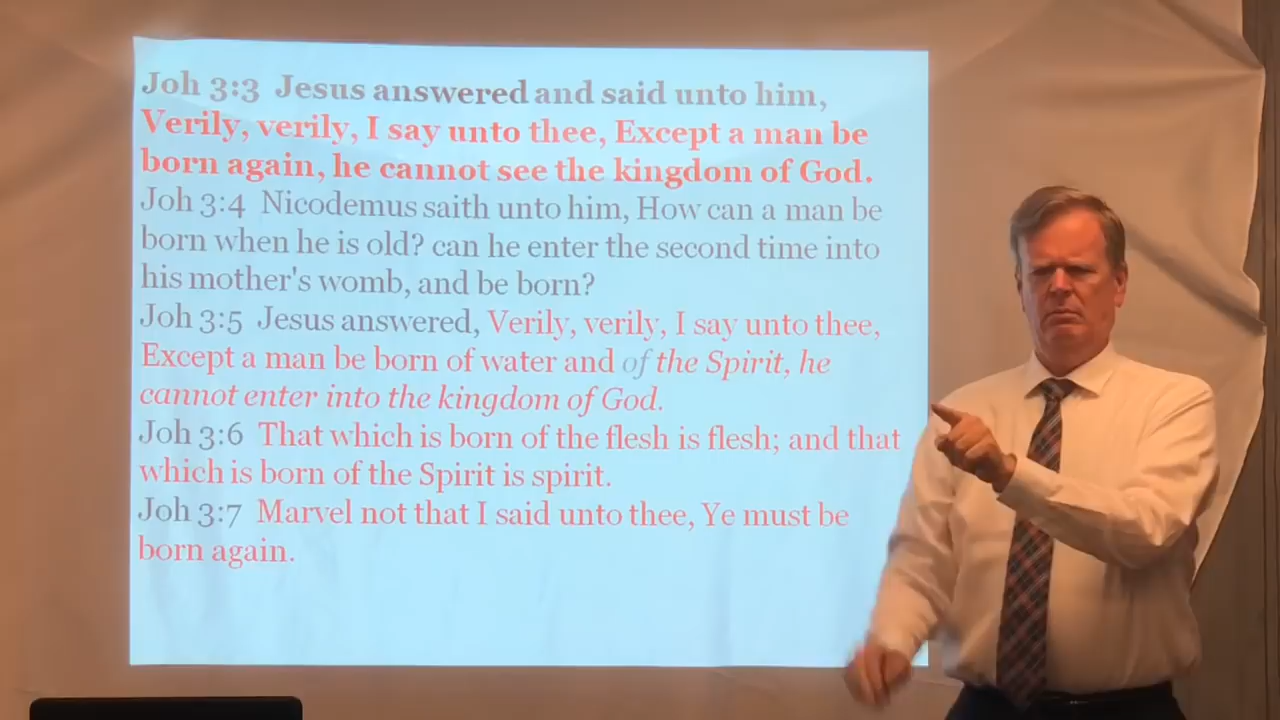 Joh 3:3 Jesus answered and said unto him,
Verily, verily, I say unto thee, Except a man be
born again, he cannot see the kingdom of God.
Joh 3:4 Nicodemus saith unto him, How can a man be
born when he is old? can he enter the second time into
his mother's womb, and be born?
Joh 3:5 Jesus answered, Verily, verily, I say unto thee,
Except a man be born of water and of the Spirit, he
cannot enter into the kingdom of God.
Joh 3:6 That which is born of the flesh is flesh; and that
which is born of the Spirit is spirit.
Joh 3:7 Marvel not that I said unto thee, Ye must be
born again.